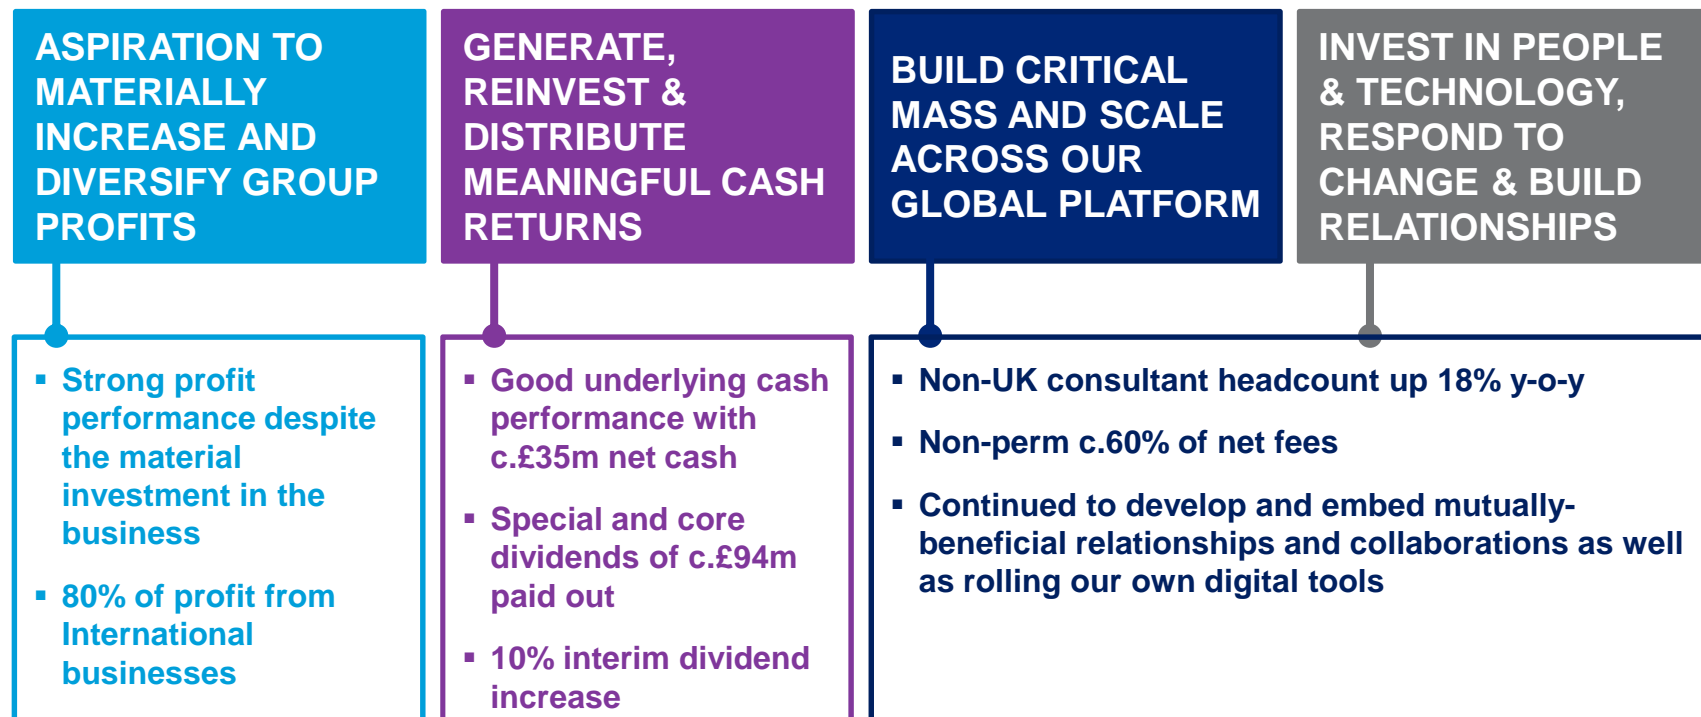 ASPIRATION TO
MATERIALLY
INCREASE AND
DIVERSIFY GROUP
PROFITS
GENERATE,
REINVEST &
DISTRIBUTE
MEANINGFUL CASH
RETURNS
BUILD CRITICAL
MASS AND SCALE
ACROSS OUR
GLOBAL PLATFORM
INVEST IN PEOPLE
& TECHNOLOGY,
RESPOND TO
CHANGE & BUILD
RELATIONSHIPS
▪ Strong profit
performance despite
the material
investment in the
business
▪ 80% of profit from
International
businesses
▪ Good underlying cash
performance with
c.£35m net cash
▪ Special and core
dividends of c.£94m
paid out
▪ 10% interim dividend
increase
▪ Non-UK consultant headcount up 18% y-o-y
▪ Non-perm c.60% of net fees
▪ Continued to develop and embed mutually-
beneficial relationships and collaborations as well
as rolling our own digital tools